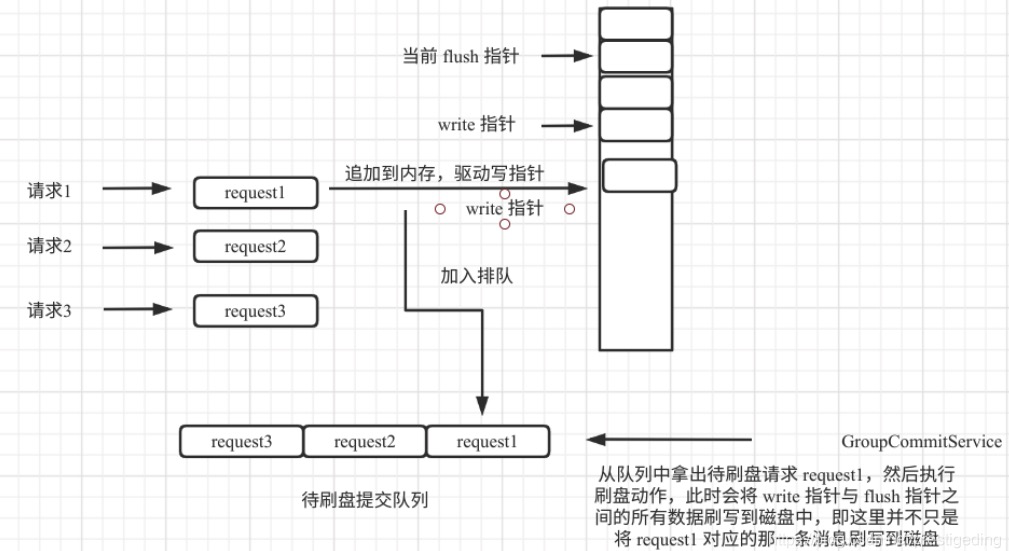 当前 flush 指针
write 指针
追加到内存，驱动写指针
请求1
request1
write 指针
请求2
request2
加入排队
请求3
request3
request3
request2
request1
GroupCommitService
待刷盘提交队列
从队列中拿出待刷盘请求 request1，然后执行
刷盘动作，此时会将 write 指针与 flush 指针之
间的所有数据刷写到磁盘中，即这里并不只是
将 request1 对应的那一条消息刷写到磁盘